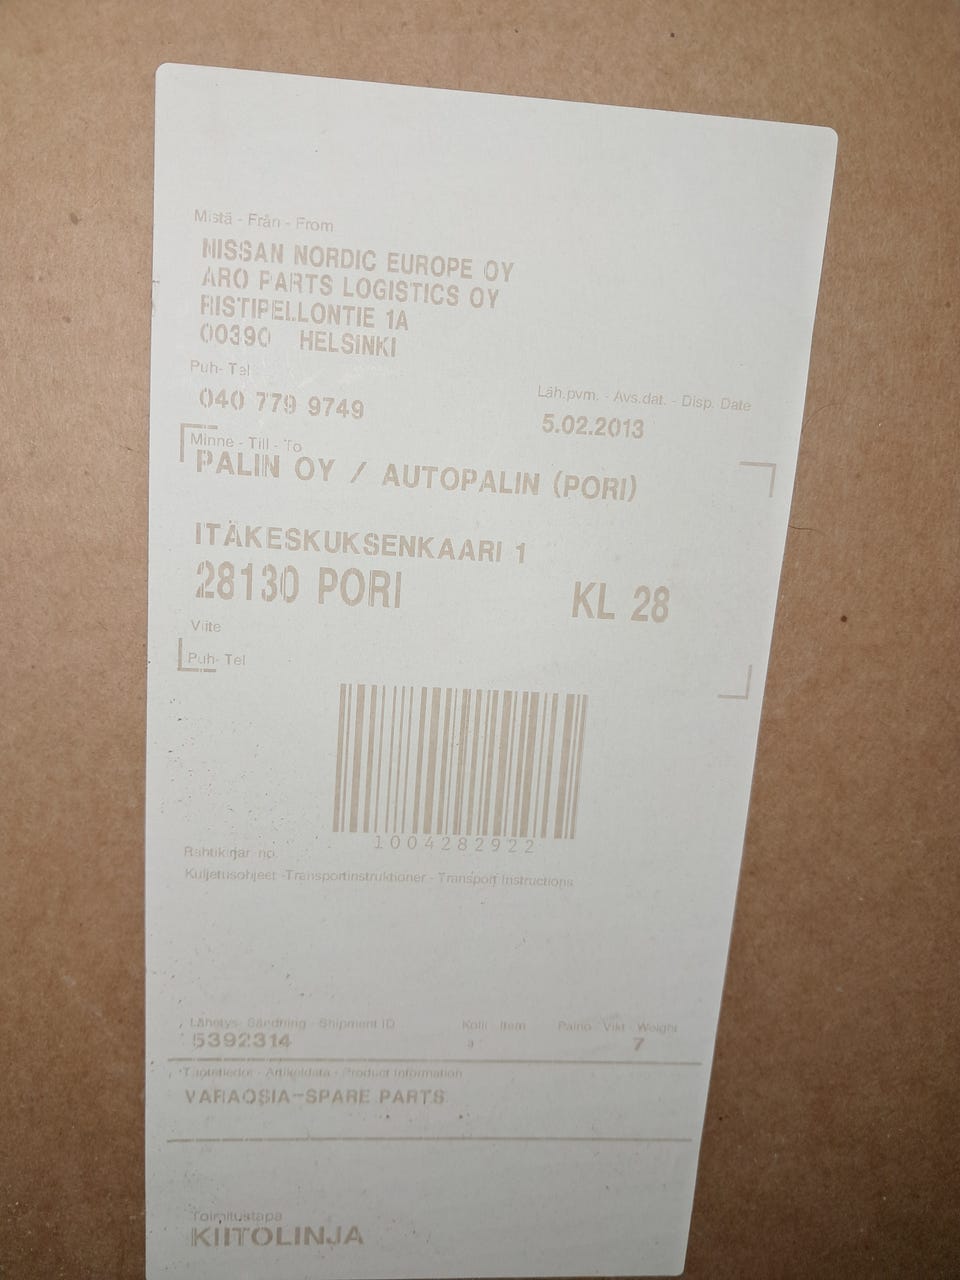 Mistä - Från - From
NISSAN NORDIC EUROPE OY
ARO PARTS LOGISTICS OY
RISTIPELLONTIE 1A
00390 HELSINKI
Puh- Tel
040 779 9749
Läh.pvm. - Avs.dat. - Disp. Date
5.02.2013
Minne - Till - To
PALIN OY / AUTOPALIN (PORI)
ITÄKESKUKSENKAARI 1
28130 PORI KL 28
Viite
Puh- Tel
1004282922
Rahtikirjan no.
Kuljetusohjeet -Transportinstruktioner - Transport Instructions
Lähetys- Sändning - Shipment ID Kolli Item Paino Vikt - Weight
5392314 7
Tuotetiedot - Artikeldata - Product Information
VARAOSIA-SPARE PARTS
Toimitustapa
KIITOLINJA